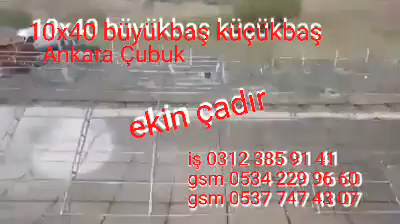 10x40 büyükbaş küçükbaş
Ankara Çubuk
ekin çadır
iş 0312 385 91 41
gsm 0534 229 96 60
gsm 0537 747 43 07